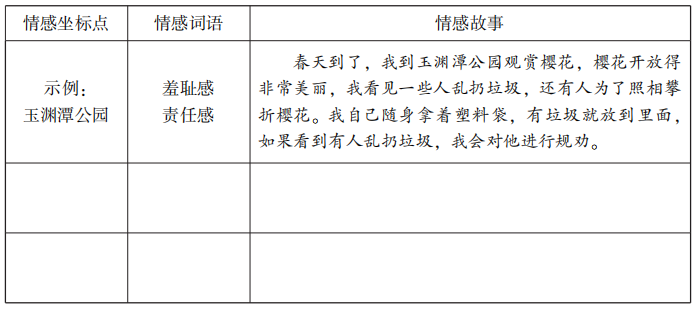 情感坐标点 情感词语 情感故事
示例：
玉渊潭公园
羞耻感
责任感
春天到了，我到玉渊潭公园观赏樱花，樱花开放得
非常美丽，我看见一些人乱扔垃圾，还有人为了照相攀
折樱花。我自己随身拿着塑料袋，有垃圾就放到里面，
如果看到有人乱扔垃圾，我会对他进行规劝。